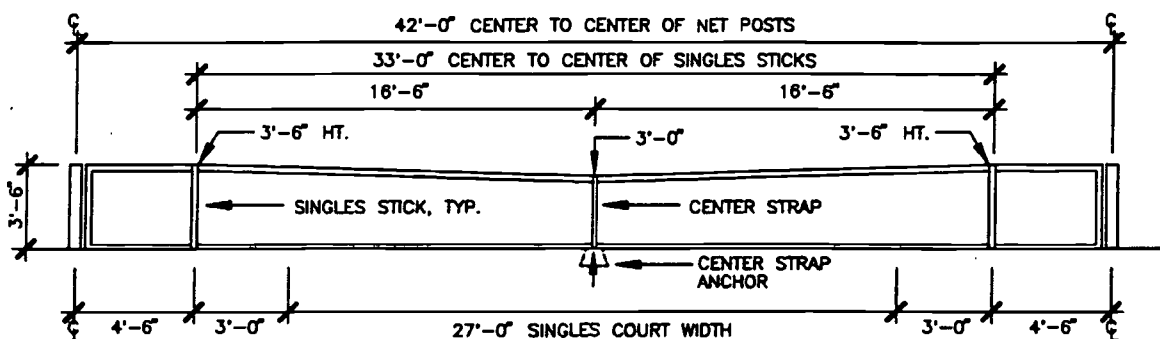 ℄ 42'-0" CENTER TO CENTER OF NET POSTS ℄
33'-0" CENTER TO CENTER OF SINGLES STICKS
16'-6" 16'-6"
3'-6" HT. 3'-0" 3'-6" HT.
3'-6"
SINGLES STICK, TYP. CENTER STRAP
CENTER STRAP
ANCHOR
℄ 4'-6" 3'-0" 27'-0" SINGLES COURT WIDTH 3'-0" 4'-6" ℄